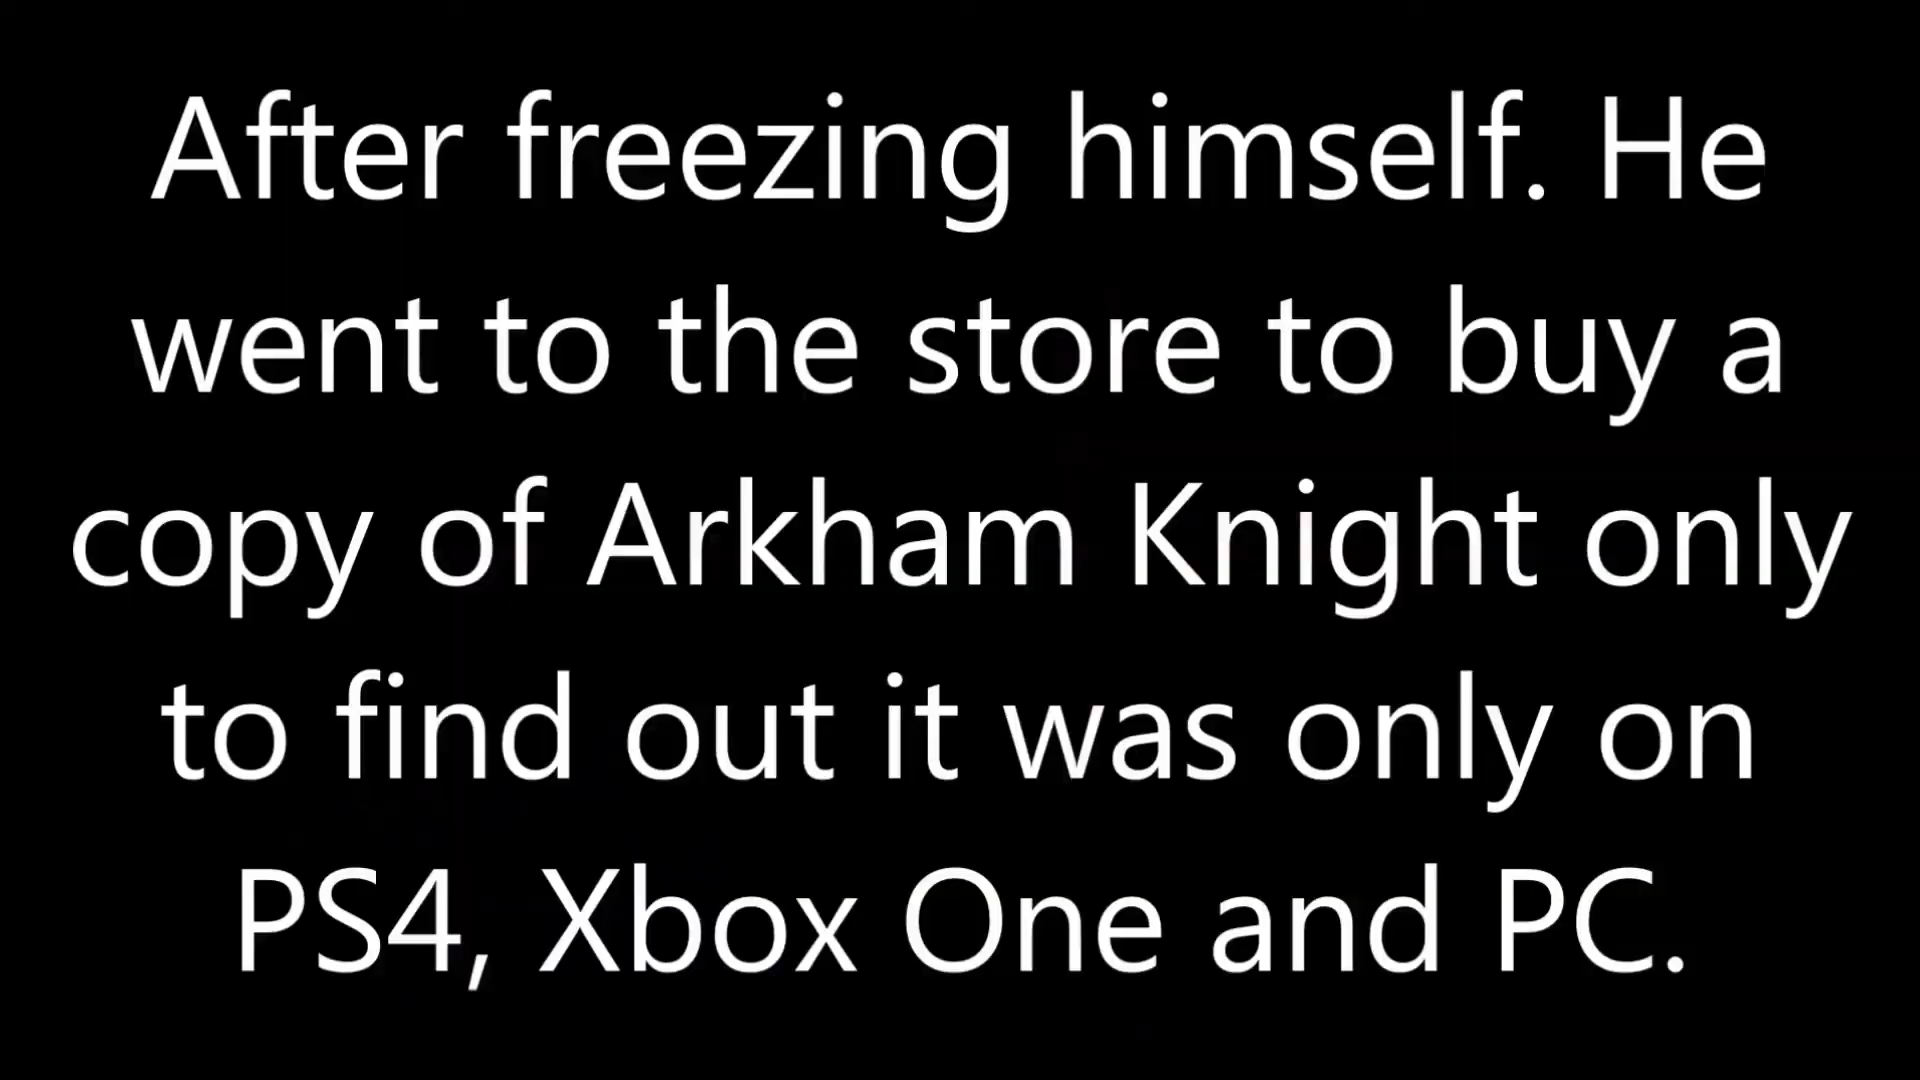 After freezing himself. He
went to the store to buy a
copy of Arkham Knight only
to find out it was only on
PS4, Xbox One and PC.